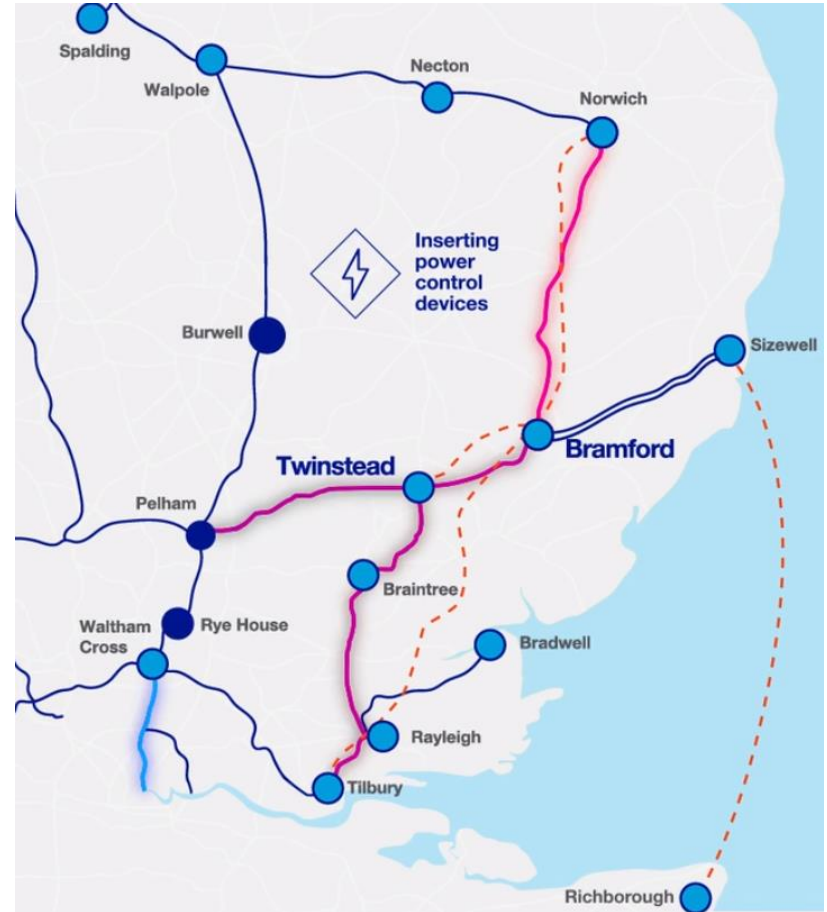 Spalding
Walpole
Necton
Norwich
Inserting
power
control
devices
Burwell
Sizewell
Twinstead
Bramford
Pelham
Braintree
Waltham
Cross
Rye House
Bradwell
Rayleigh
Tilbury
Richborough